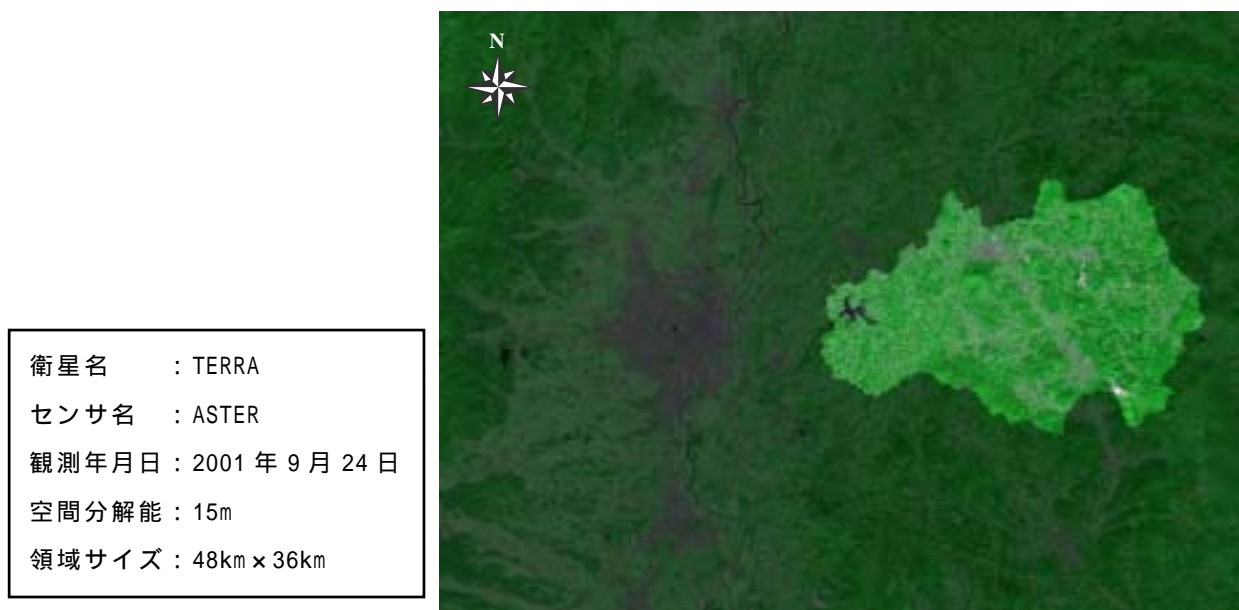 N
衛星名　　：TERRA
センサ名　：ASTER
観測年月日：2001 年 9 月 24 日
空間分解能：15m
領域サイズ：48km×36km